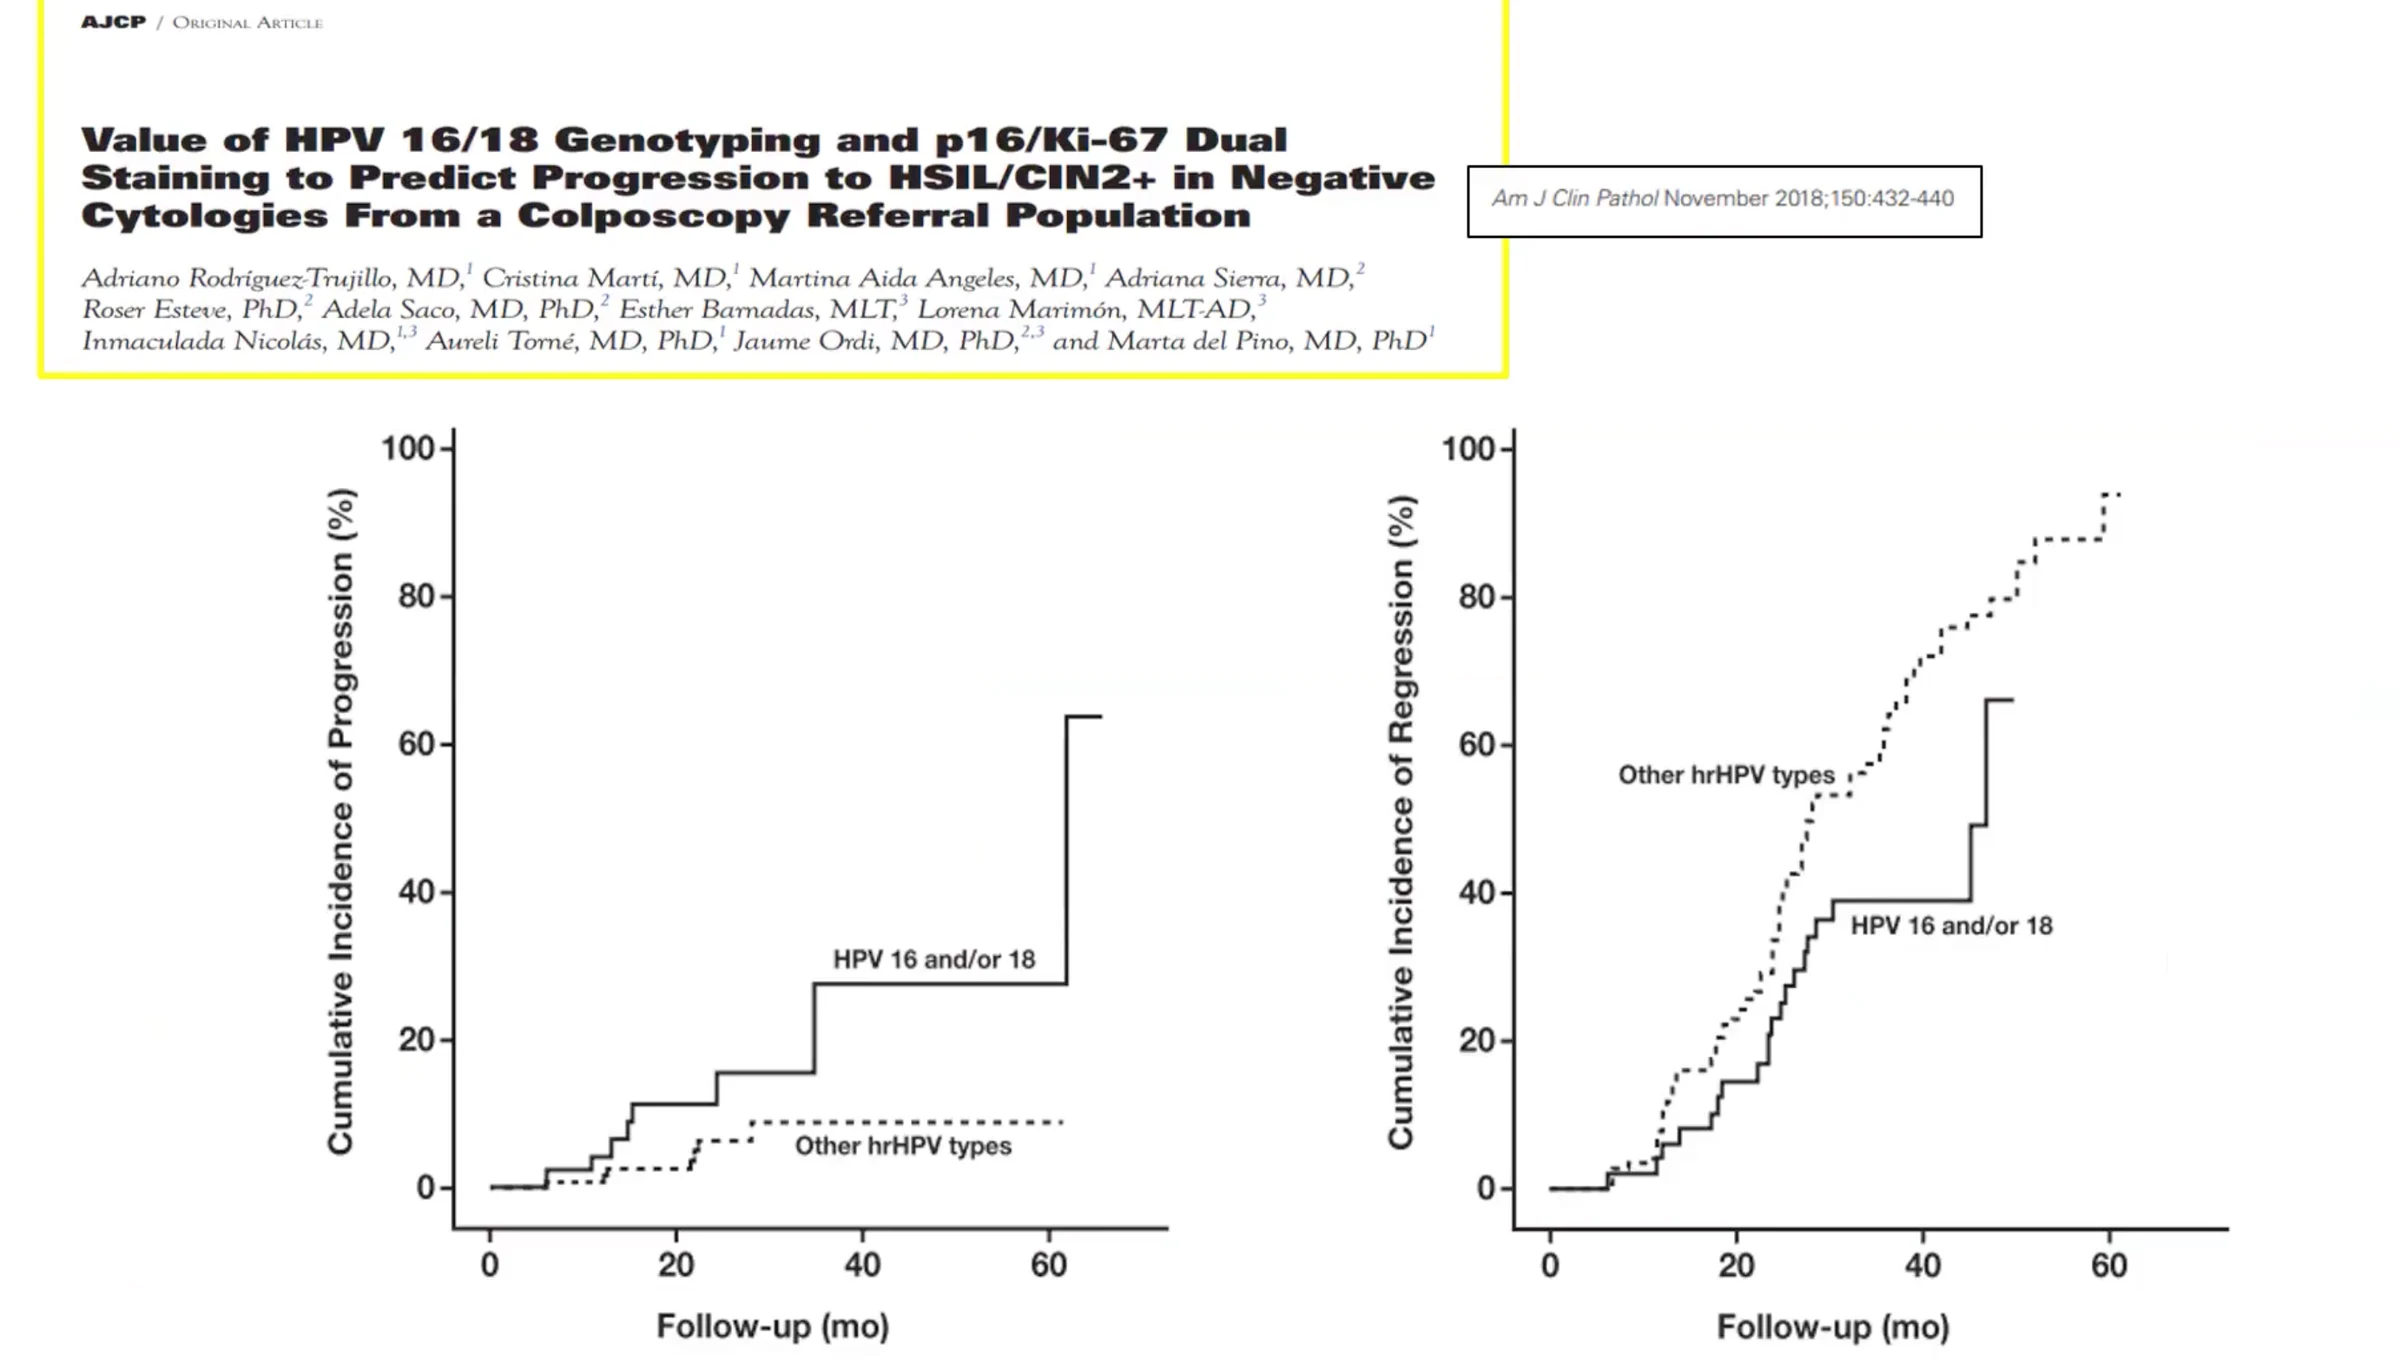 AJCP / ORIGINAL ARTICLE
Value of HPV 16/18 Genotyping and p16/Ki-67 Dual
Staining to Predict Progression to HSIL/CIN2+ in Negative
Cytologies From a Colposcopy Referral Population
Am J Clin Pathol November 2018;150:432-440
Adriano Rodríguez-Trujillo, MD,1 Cristina Martí, MD,1 Martina Aida Angeles, MD,1 Adriana Sierra, MD,2
Roser Esteve, PhD,2 Adela Saco, MD, PhD,2 Esther Barnadas, MLT,3 Lorena Marimón, MLT-AD,3
Inmaculada Nicolás, MD,1,3 Aureli Torné, MD, PhD,1 Jaume Ordi, MD, PhD,2,3 and Marta del Pino, MD, PhD1
Cumulative Incidence of Progression (%)
100
80
60
40
20
0
HPV 16 and/or 18
Other hrHPV types
0 20 40 60
Follow-up (mo)
Cumulative Incidence of Regression (%)
100
80
60
40
20
0
Other hrHPV types
HPV 16 and/or 18
0 20 40 60
Follow-up (mo)